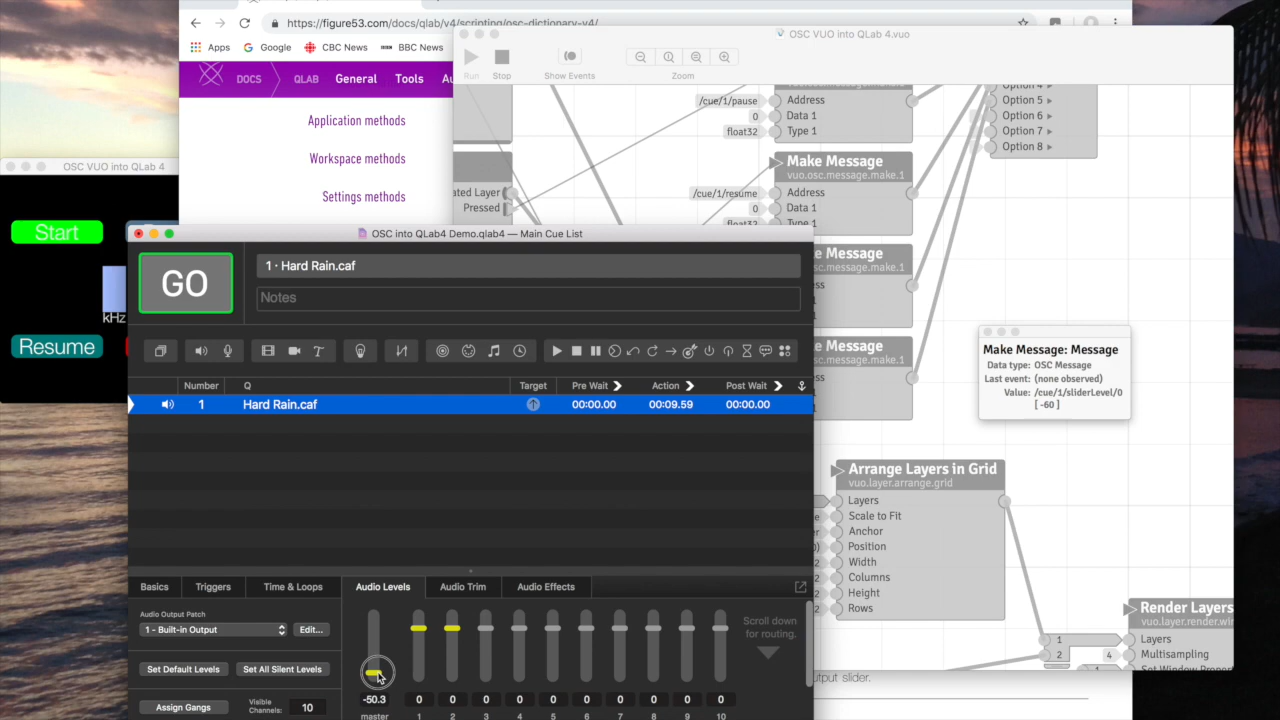 https://figure53.com/docs/qlab/v4/scripting/osc-dictionary-v4/
Apps
Google
CBC News
BBC News
DOCS
QLAB
General
Tools
Application methods
Workspace methods
Settings methods
OSC VUO into QLab 4.vuo
Run
Stop
Show Events
Zoom
/cue/1/pause
Address
0
Data 1
float32
Type 1
Option 5
Option 6
Option 7
Option 8
Make Message
vuo.osc.message.make.1
/cue/1/resume
Address
0
Data 1
Pressed
Make Message: Message
Data type: OSC Message
Last event: (none observed)
Value: /cue/1/sliderLevel/0
[ -60 ]
Arrange Layers in Grid
vuo.layer.arrange.grid
Layers
Scale to Fit
Anchor
Position
Width
Columns
Height
Rows
Render Layers
1
Layers
2
4
Multisampling
OSC VUO into QLab 4
Start
kHz
Resume
OSC into QLab4 Demo.qlab4 — Main Cue List
GO
1 · Hard Rain.caf
Notes
Number
Q
Target
Pre Wait
Action
Post Wait
1
Hard Rain.caf
00:00.00
00:09.59
00:00.00
Basics
Triggers
Time & Loops
Audio Levels
Audio Trim
Audio Effects
Audio Output Patch
1 - Built-in Output
Edit...
Set Default Levels
Set All Silent Levels
Assign Gangs
Visible
Channels:
10
Scroll down
for routing.
-50.3 0 0 0 0 0 0 0 0 0 0
master 1 2 3 4 5 6 7 8 9 10